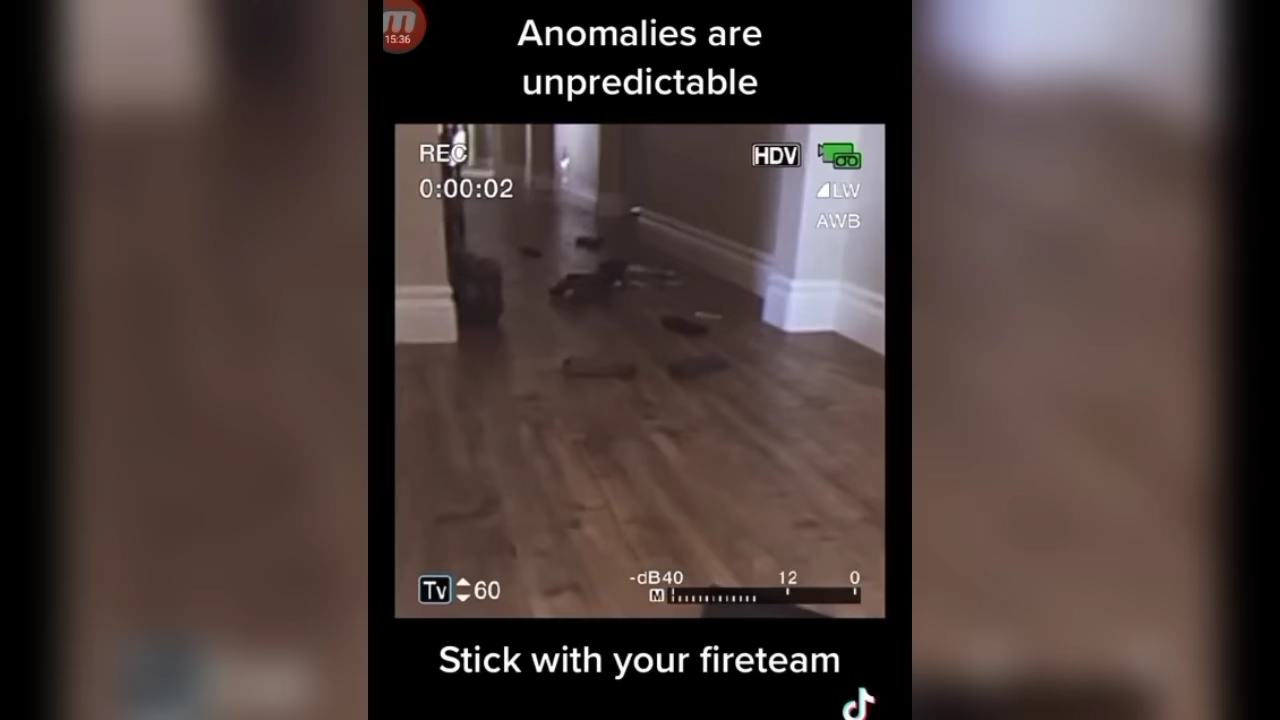 m
15:36
Anomalies are
unpredictable
REC
HDV
0:00:02
LW
AWB
-dB40 12 0
Tv 60
M
Stick with your fireteam